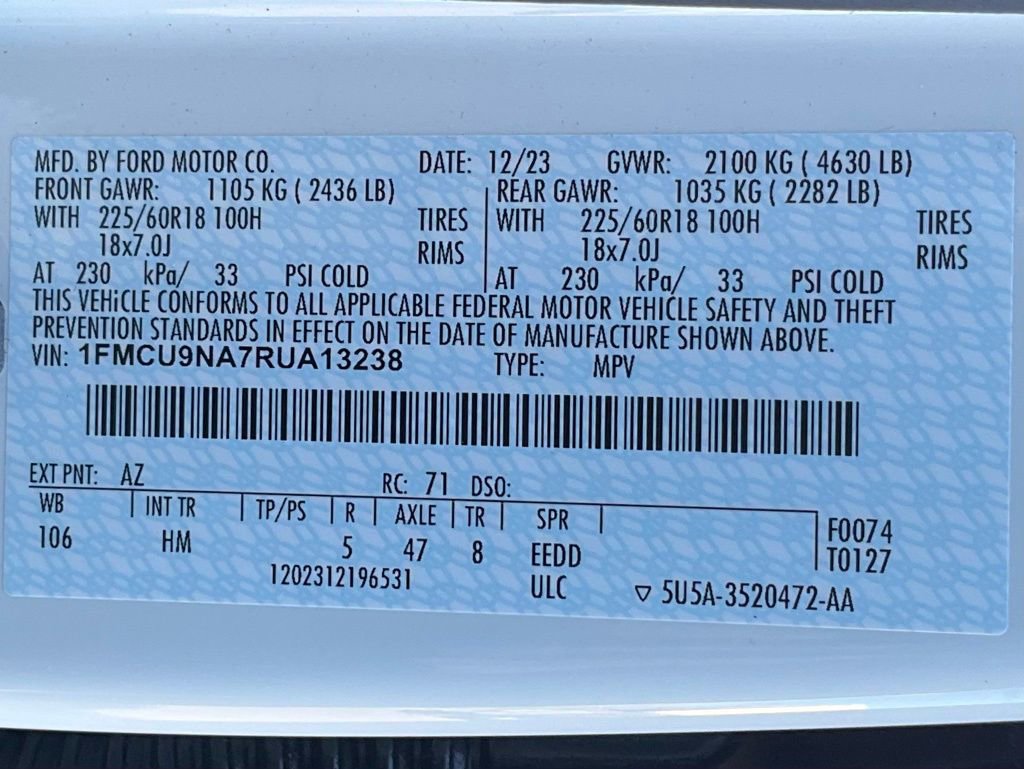 MFD. BY FORD MOTOR CO. DATE: 12/23 GVWR: 2100 KG ( 4630 LB)
FRONT GAWR: 1105 KG ( 2436 LB) REAR GAWR: 1035 KG ( 2282 LB)
WITH 225/60R18 100H TIRES WITH 225/60R18 100H TIRES
18x7.0J RIMS 18x7.0J RIMS
AT 230 kPa/ 33 PSI COLD AT 230 kPa/ 33 PSI COLD
THIS VEHiCLE CONFORMS TO ALL APPLICABLE FEDERAL MOTOR VEHICLE SAFETY AND THEFT
PREVENTION STANDARDS IN EFFECT ON THE DATE OF MANUFACTURE SHOWN ABOVE.
VIN: 1FMCU9NA7RUA13238 TYPE: MPV
EXT PNT: AZ RC: 71 DSO:
WB INT TR TP/PS R AXLE TR SPR F0074
106 HM 5 47 8 EEDD T0127
1202312196531 ULC ▽ 5U5A-3520472-AA